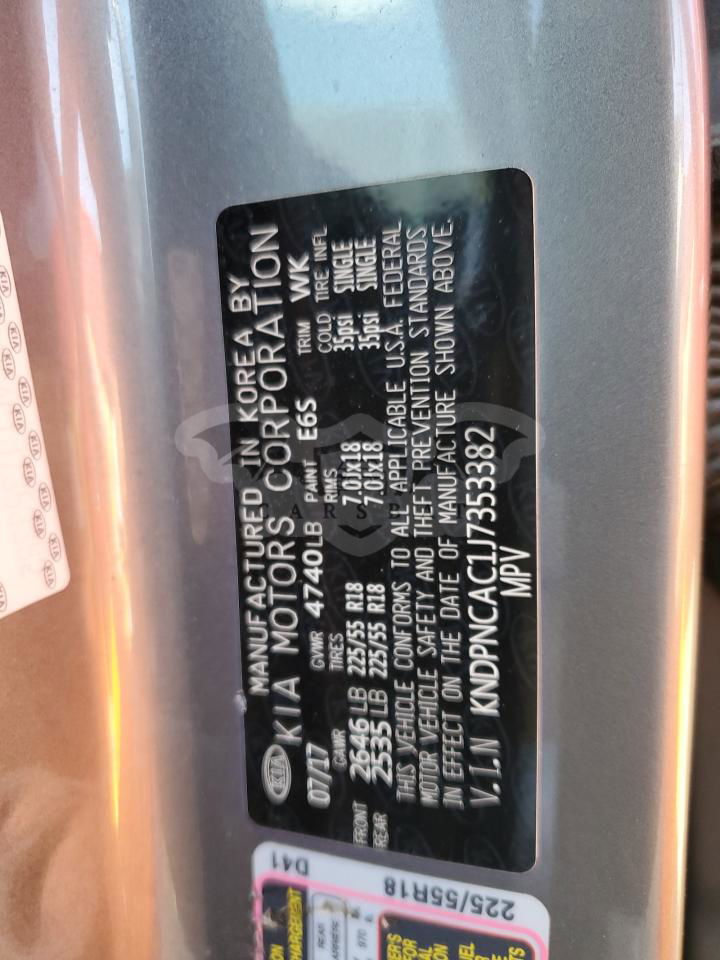 MANUFACTURED IN KOREA BY
KIA KIA MOTORS CORPORATION
07/17 GVWR 4740LB PAINT E6S TRIM WK
GAWR TIRES RIMS COLD TIRE INFL
FRONT 2646LB 225/55 R18 7.0Jx18 35psi SINGLE
REAR 2535LB 225/55 R18 7.0Jx18 35psi SINGLE
THIS VEHICLE CONFORMS TO ALL APPLICABLE U.S.A. FEDERAL
MOTOR VEHICLE SAFETY AND THEFT PREVENTION STANDARDS
IN EFFECT ON THE DATE OF MANUFACTURE SHOWN ABOVE.
V.I.N KNDPNCAC1J7353382
MPV
225/55R18
D41